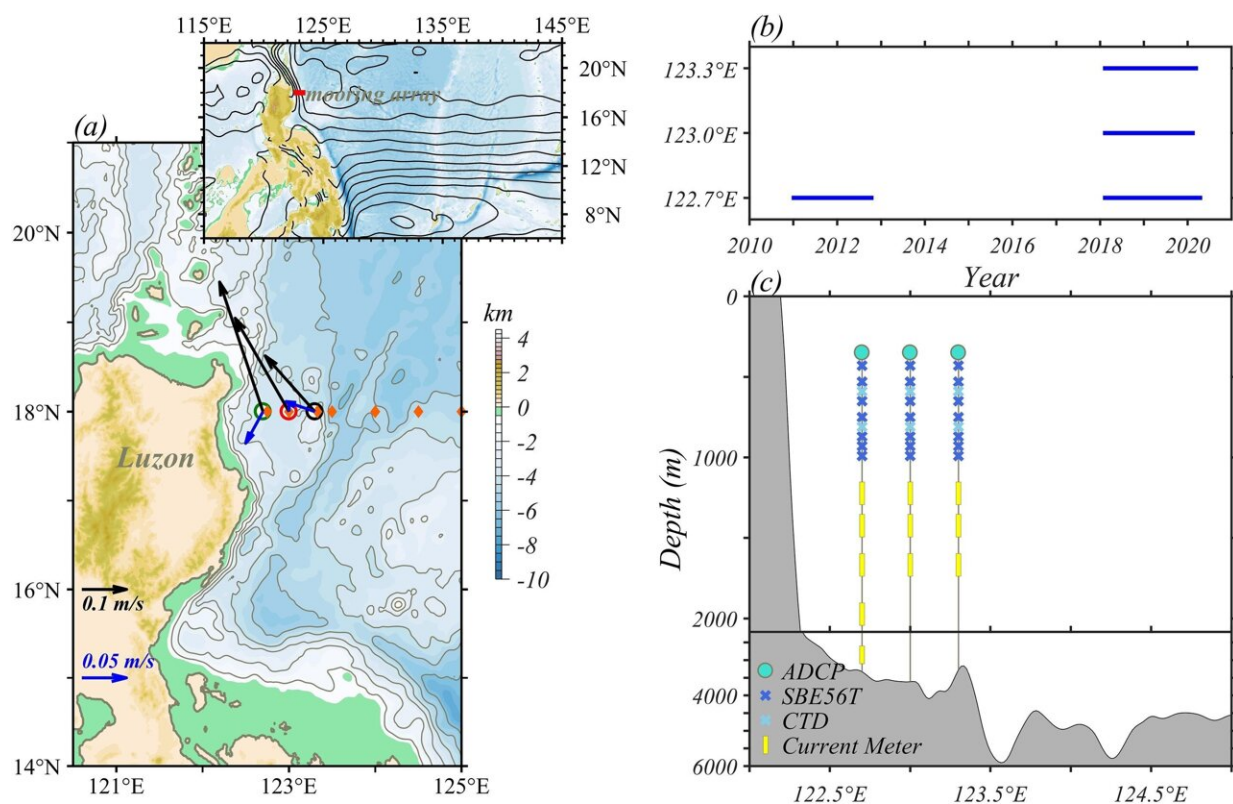 115°E 125°E 135°E 145°E
20°N
mooring array
16°N
12°N
8°N
(a)
20°N
18°N
16°N
14°N
Luzon
0.1 m/s
0.05 m/s
km
4
2
0
-2
-4
-6
-8
-10
121°E 123°E 125°E
(b)
123.3°E
123.0°E
122.7°E
2010 2012 2014 2016 2018 2020
Year
(c)
0
1000
2000
4000
6000
Depth (m)
ADCP
SBE56T
CTD
Current Meter
122.5°E 123.5°E 124.5°E